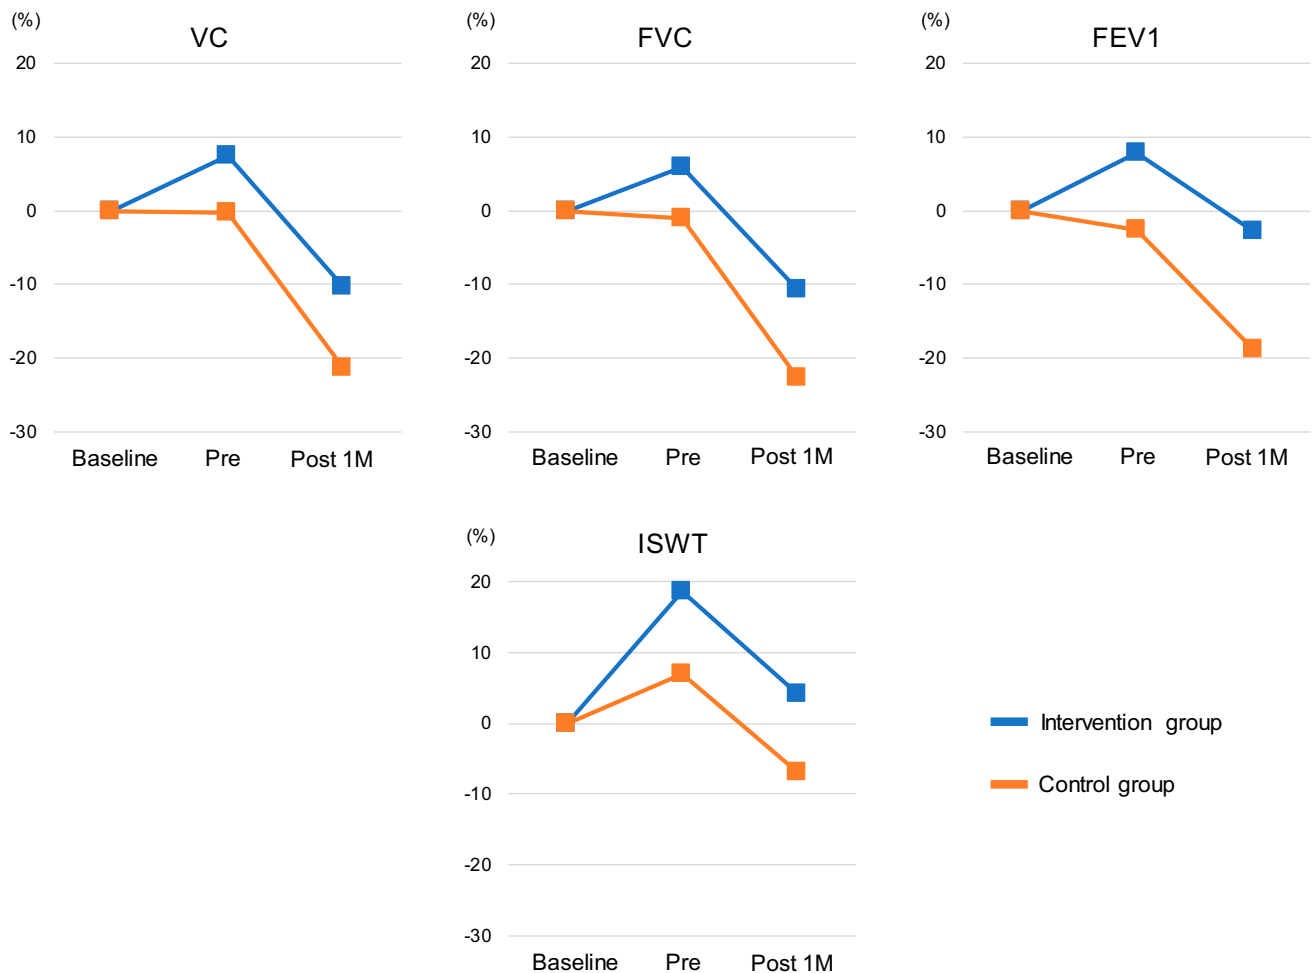 (%)
VC
20
10
0
-10
-20
-30
Baseline Pre Post 1M
(%)
FVC
20
10
0
-10
-20
-30
Baseline Pre Post 1M
(%)
FEV1
20
10
0
-10
-20
-30
Baseline Pre Post 1M
(%)
ISWT
20
10
0
-10
-20
-30
Baseline Pre Post 1M
Intervention group
Control group